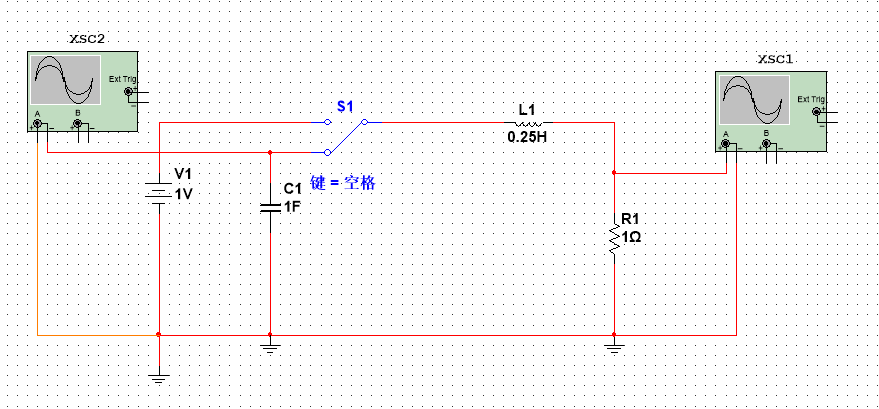 XSC2
Ext Trig
+
-
A
B
+
-
+
-
XSC1
Ext Trig
+
-
A
B
+
-
+
-
S1
L1
0.25H
键 = 空格
V1
1V
C1
1F
R1
1Ω